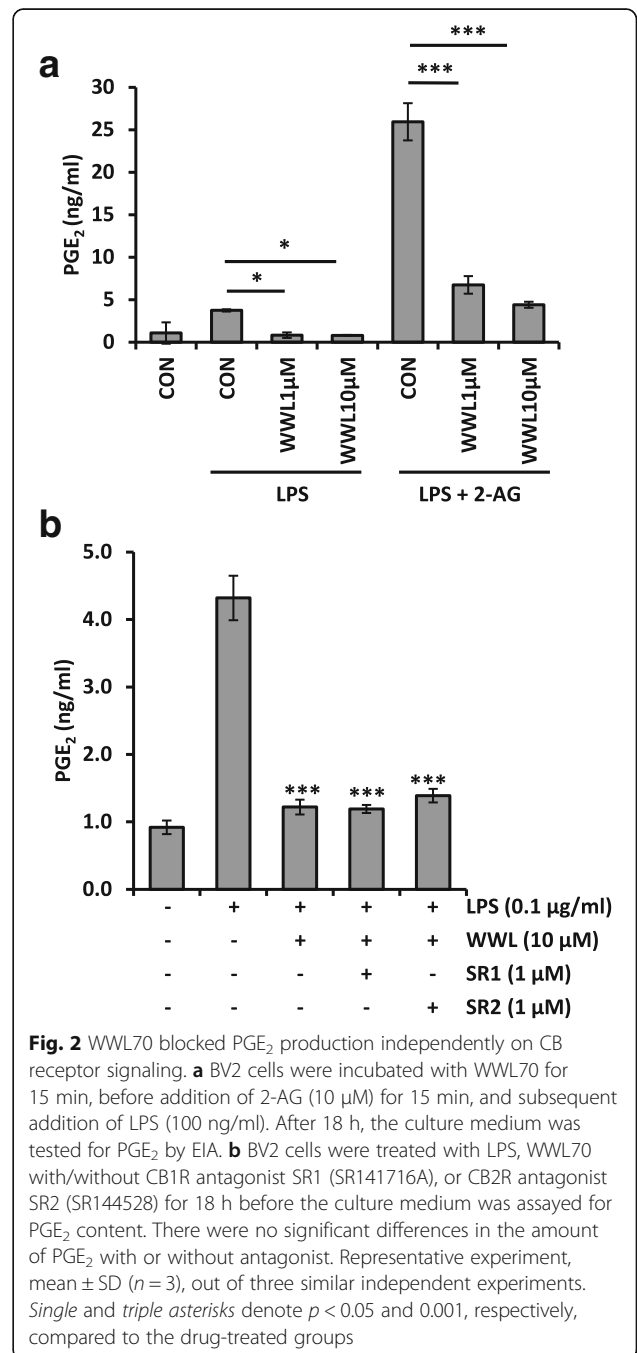 a
***
***
30
25
20
15
10
5
0
PGE₂ (ng/ml)
*
*
CON
CON
WWL1µM
WWL10µM
CON
WWL1µM
WWL10µM
LPS
LPS + 2-AG
b
5.0
4.0
3.0
2.0
1.0
0.0
PGE₂ (ng/ml)
*** *** ***
- + + + + LPS (0.1 µg/ml)
- - + + + WWL (10 µM)
- - - + - SR1 (1 µM)
- - - - + SR2 (1 µM)
Fig. 2 WWL70 blocked PGE₂ production independently on CB
receptor signaling. a BV2 cells were incubated with WWL70 for
15 min, before addition of 2-AG (10 µM) for 15 min, and subsequent
addition of LPS (100 ng/ml). After 18 h, the culture medium was
tested for PGE₂ by EIA. b BV2 cells were treated with LPS, WWL70
with/without CB1R antagonist SR1 (SR141716A), or CB2R antagonist
SR2 (SR144528) for 18 h before the culture medium was assayed for
PGE₂ content. There were no significant differences in the amount
of PGE₂ with or without antagonist. Representative experiment,
mean ± SD (n = 3), out of three similar independent experiments.
Single and triple asterisks denote p < 0.05 and 0.001, respectively,
compared to the drug-treated groups